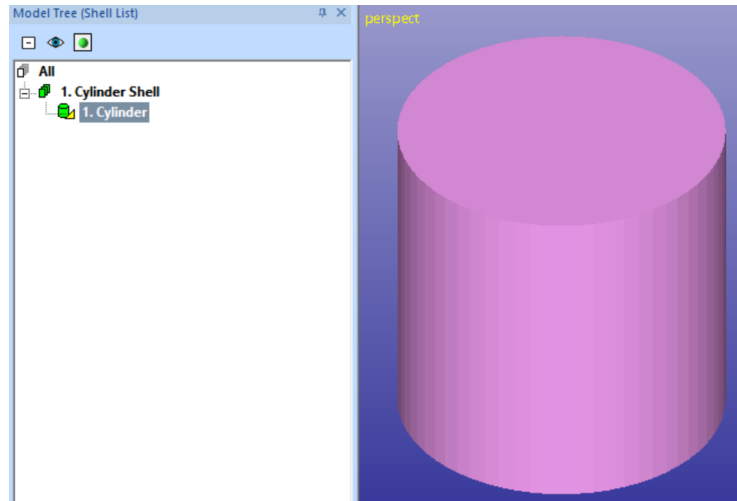 Model Tree (Shell List)
All
1. Cylinder Shell
1. Cylinder
perspect